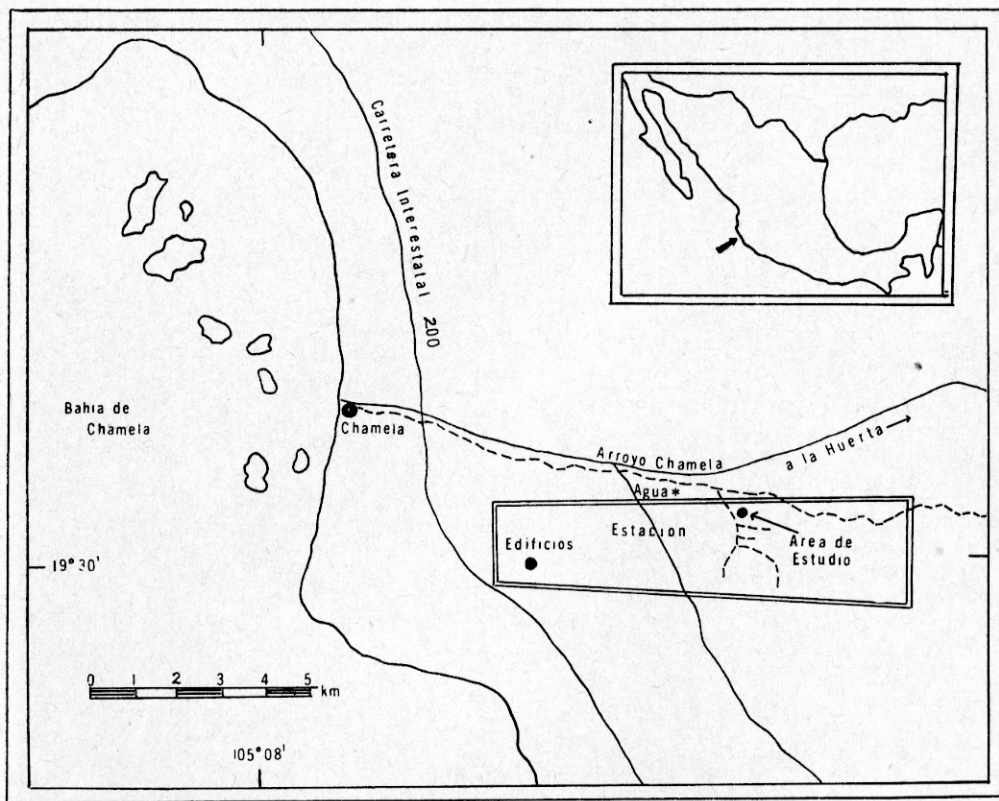 Carretera Interestatal 200
Bahía de
Chamela
Chamela
Arroyo Chamela
a la Huerta
Agua*
Estacion
Edificios
Area de
Estudio
19° 30'
0 1 2 3 4 5
km
105° 08'